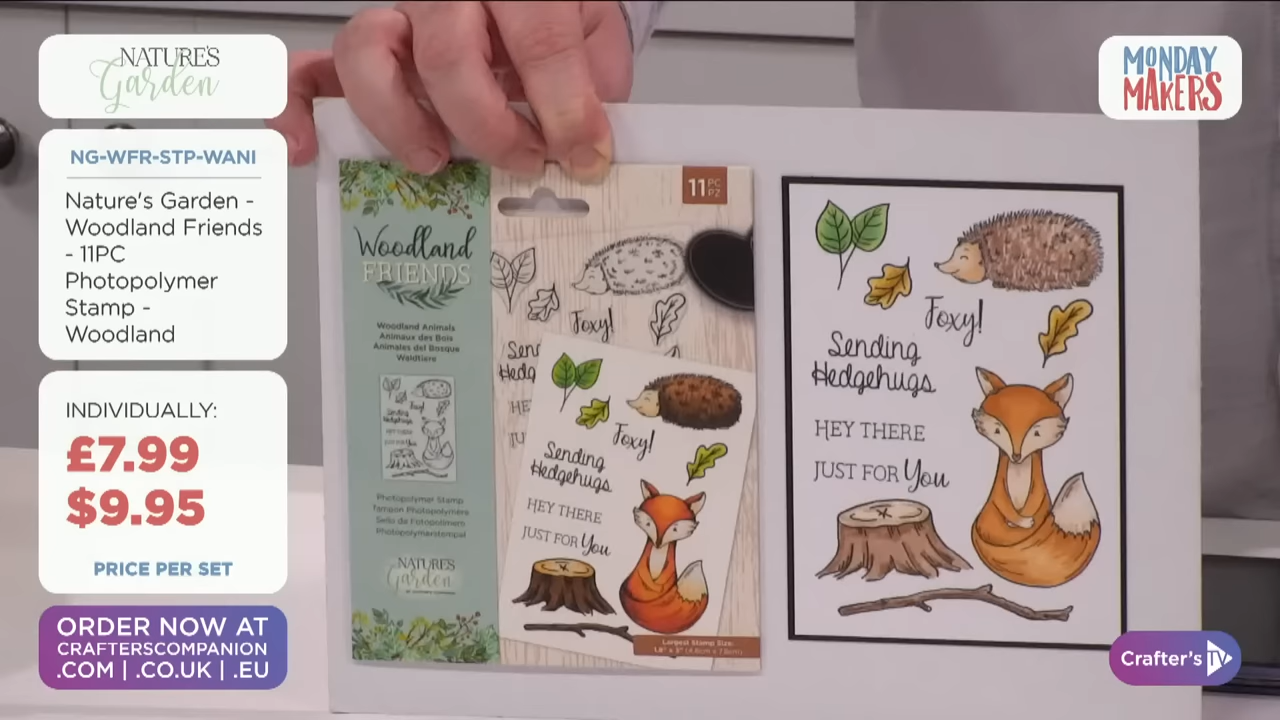 NATURE'S
Garden
NG-WFR-STP-WANI
Nature's Garden -
Woodland Friends
- 11PC
Photopolymer
Stamp -
Woodland
INDIVIDUALLY:
£7.99
$9.95
PRICE PER SET
ORDER NOW AT
CRAFTERSCOMPANION
.COM | .CO.UK | .EU
MONDAY
MAKERS
Crafter's TV
11 PC
PZ
Woodland
FRIENDS
Woodland Animals
Animaux des Bois
Animales del Bosque
Waldtiere
Photopolymer Stamp
Tampon Photopolymère
Sello de Fotopolímero
Photopolymerstempel
NATURE'S
Garden
Foxy!
Sending
Hedgehugs
HEY THERE
JUST FOR You
Largest Stamp Size:
Foxy!
Sending
Hedgehugs
HEY THERE
JUST FOR You